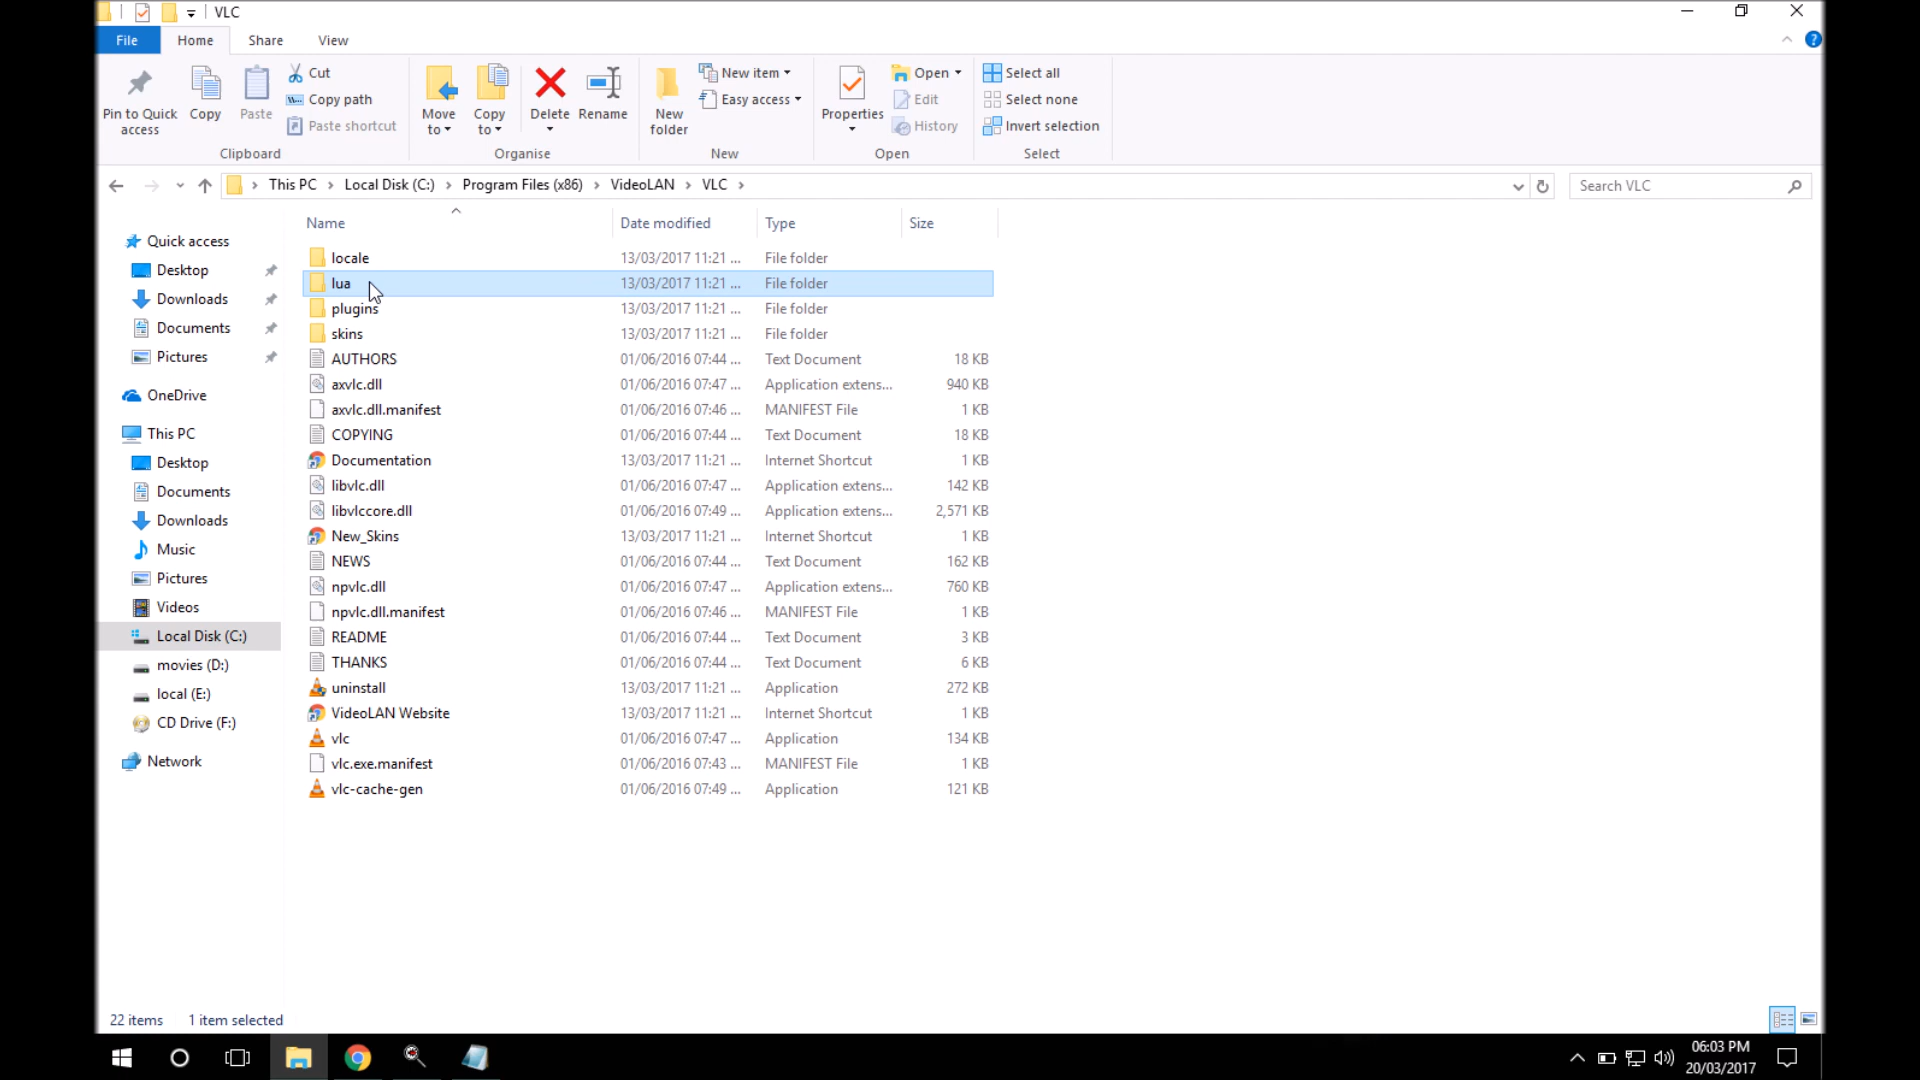 VLC
File Home Share View
Pin to Quick access
Copy
Paste
Cut
Copy path
Paste shortcut
Clipboard
Move to
Copy to
Delete
Rename
Organise
New folder
New item
Easy access
New
Properties
Open
Edit
History
Open
Select all
Select none
Invert selection
Select
This PC > Local Disk (C:) > Program Files (x86) > VideoLAN > VLC >
Search VLC
Quick access
Desktop
Downloads
Documents
Pictures
OneDrive
This PC
Desktop
Documents
Downloads
Music
Pictures
Videos
Local Disk (C:)
movies (D:)
local (E:)
CD Drive (F:)
Network
Name Date modified Type Size
locale 13/03/2017 11:21 ... File folder
lua 13/03/2017 11:21 ... File folder
plugins 13/03/2017 11:21 ... File folder
skins 13/03/2017 11:21 ... File folder
AUTHORS 01/06/2016 07:44 ... Text Document 18 KB
axvlc.dll 01/06/2016 07:47 ... Application extens... 940 KB
axvlc.dll.manifest 01/06/2016 07:46 ... MANIFEST File 1 KB
COPYING 01/06/2016 07:44 ... Text Document 18 KB
Documentation 13/03/2017 11:21 ... Internet Shortcut 1 KB
libvlc.dll 01/06/2016 07:47 ... Application extens... 142 KB
libvlccore.dll 01/06/2016 07:49 ... Application extens... 2,571 KB
New_Skins 13/03/2017 11:21 ... Internet Shortcut 1 KB
NEWS 01/06/2016 07:44 ... Text Document 162 KB
npvlc.dll 01/06/2016 07:47 ... Application extens... 760 KB
npvlc.dll.manifest 01/06/2016 07:46 ... MANIFEST File 1 KB
README 01/06/2016 07:44 ... Text Document 3 KB
THANKS 01/06/2016 07:44 ... Text Document 6 KB
uninstall 13/03/2017 11:21 ... Application 272 KB
VideoLAN Website 13/03/2017 11:21 ... Internet Shortcut 1 KB
vlc 01/06/2016 07:47 ... Application 134 KB
vlc.exe.manifest 01/06/2016 07:43 ... MANIFEST File 1 KB
vlc-cache-gen 01/06/2016 07:49 ... Application 121 KB
22 items 1 item selected
06:03 PM
20/03/2017